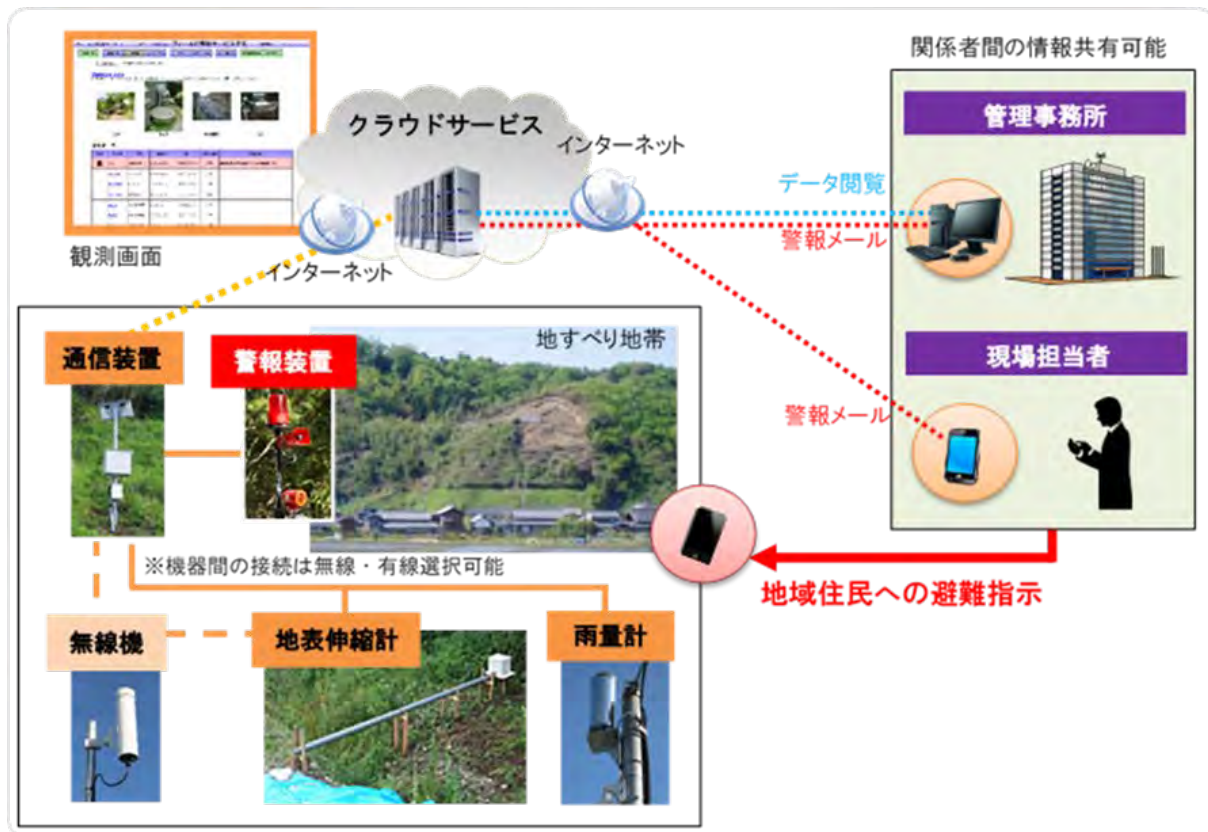 関係者間の情報共有可能
クラウドサービス
インターネット
管理事務所
データ閲覧
警報メール
観測画面
インターネット
通信装置
警報装置
地すべり地帯
現場担当者
警報メール
※機器間の接続は無線・有線選択可能
地域住民への避難指示
無線機
地表伸縮計
雨量計